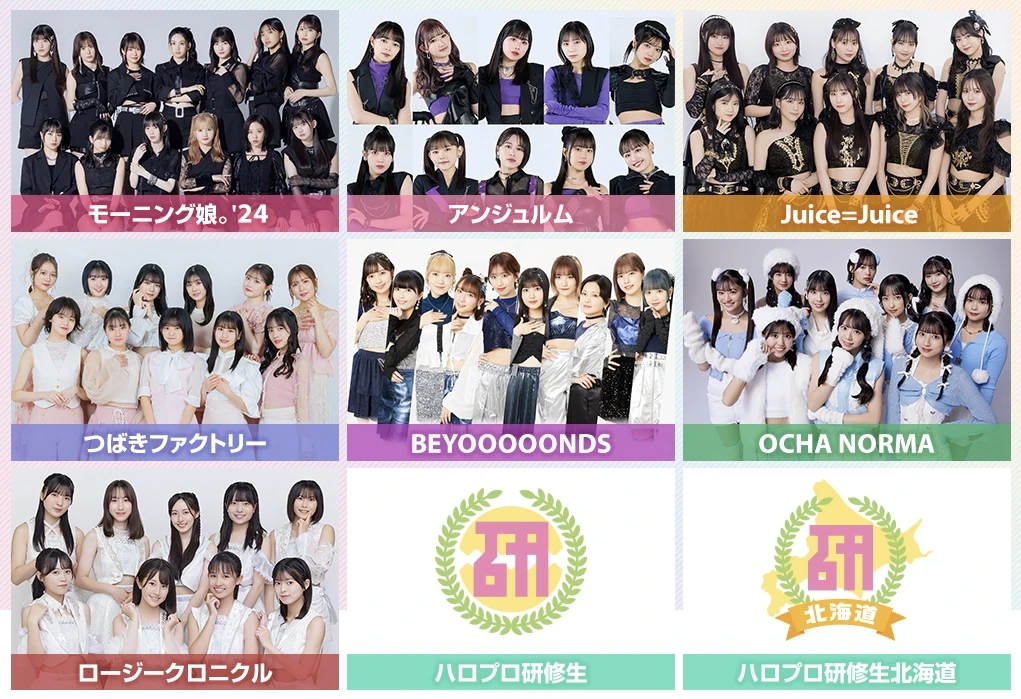 モーニング娘。'24
アンジュルム
Juice=Juice
つばきファクトリー
BEYOOOOONDS
OCHA NORMA
ロージークロニクル
研
ハロプロ研修生
研
北海道
ハロプロ研修生北海道